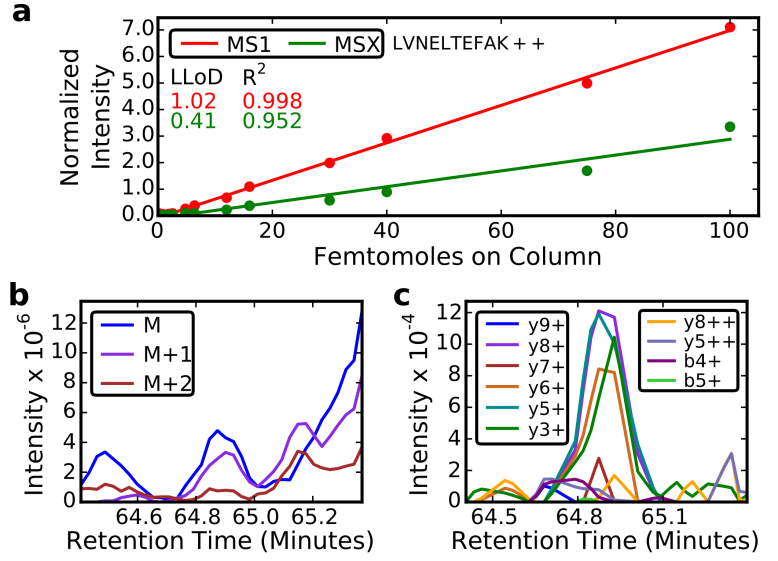 a
Normalized
Intensity
7.0
6.0
5.0
4.0
3.0
2.0
1.0
0.0
MS1 MSX LVNELTEFAK++
LLoD R²
1.02 0.998
0.41 0.952
0 20 40 60 80 100
Femtomoles on Column
b
Intensity x 10⁻⁶
12
10
8
6
4
2
0
M
M+1
M+2
64.6 64.8 65.0 65.2
Retention Time (Minutes)
c
Intensity x 10⁻⁴
12
10
8
6
4
2
0
y9+
y8+
y7+
y6+
y5+
y3+
y8++
y5++
b4+
b5+
64.5 64.8 65.1
Retention Time (Minutes)